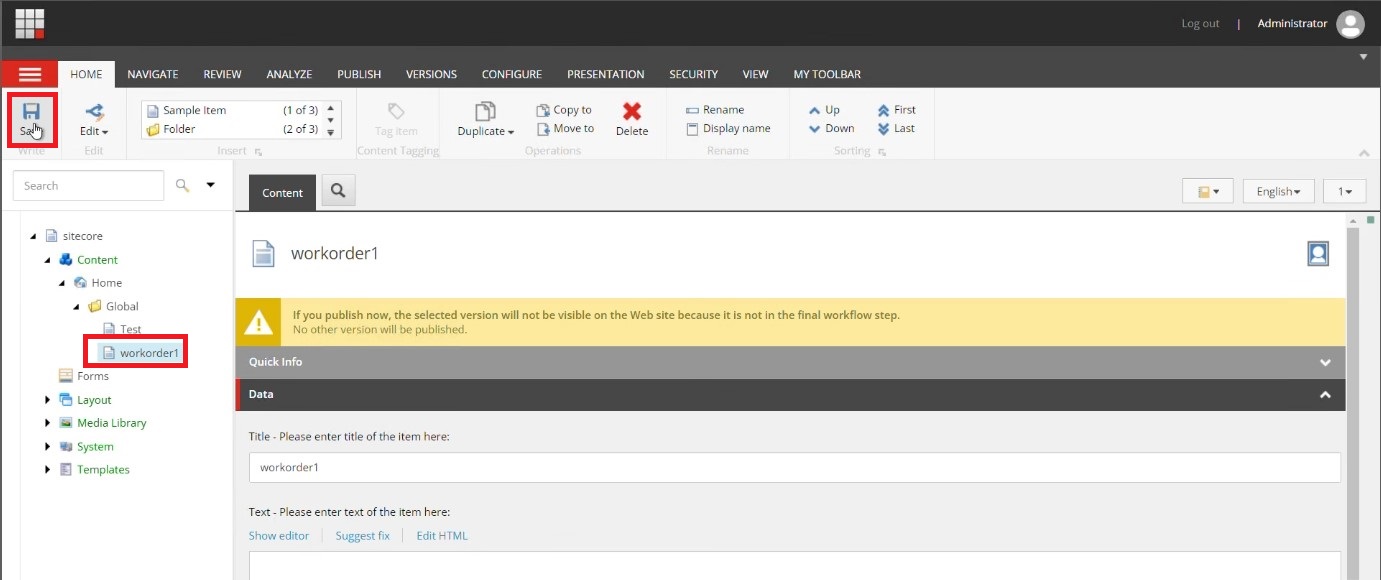 Log out | Administrator
HOME NAVIGATE REVIEW ANALYZE PUBLISH VERSIONS CONFIGURE PRESENTATION SECURITY VIEW MY TOOLBAR
Sample Item (1 of 3) Copy to Rename Up First
Folder (2 of 3) Move to Display name Down Last
Edit Tag Item Duplicate Delete
Write Edit Insert Content Tagging Operations Rename Sorting
Search
Content English 1
sitecore
Content
Home
Global
Test
workorder1
Forms
Layout
Media Library
System
Templates
workorder1
If you publish now, the selected version will not be visible on the Web site because it is not in the final workflow step.
No other version will be published.
Quick Info
Data
Title - Please enter title of the item here:
workorder1
Text - Please enter text of the item here:
Show editor Suggest fix Edit HTML